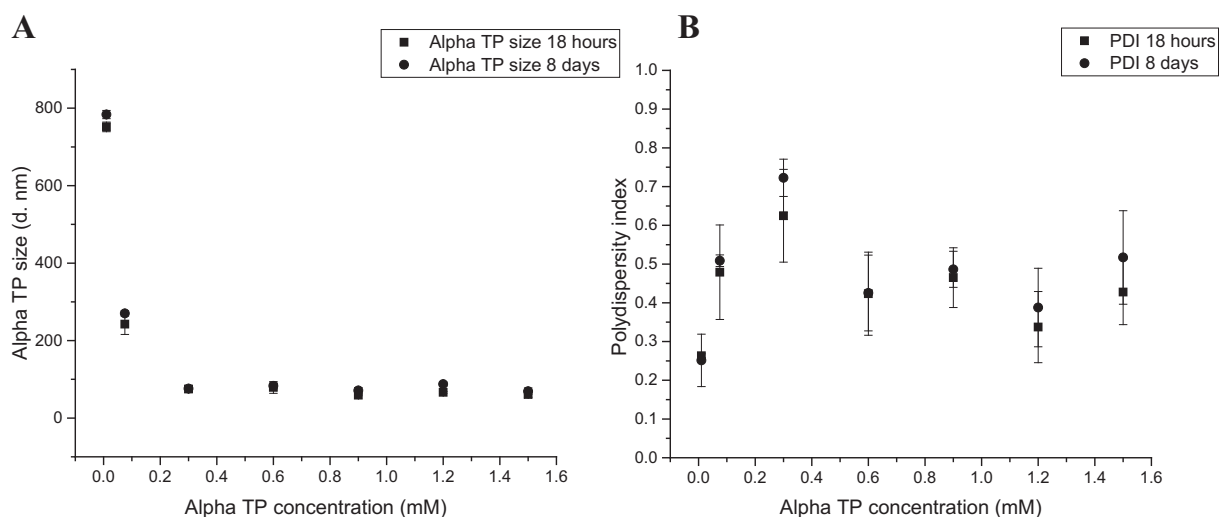 A
Alpha TP size 18 hours
Alpha TP size 8 days
Alpha TP size (d. nm)
800
600
400
200
0
0.0 0.2 0.4 0.6 0.8 1.0 1.2 1.4 1.6
Alpha TP concentration (mM)
B
PDI 18 hours
PDI 8 days
Polydispersity index
1.0
0.9
0.8
0.7
0.6
0.5
0.4
0.3
0.2
0.1
0.0
0.0 0.2 0.4 0.6 0.8 1.0 1.2 1.4 1.6
Alpha TP concentration (mM)